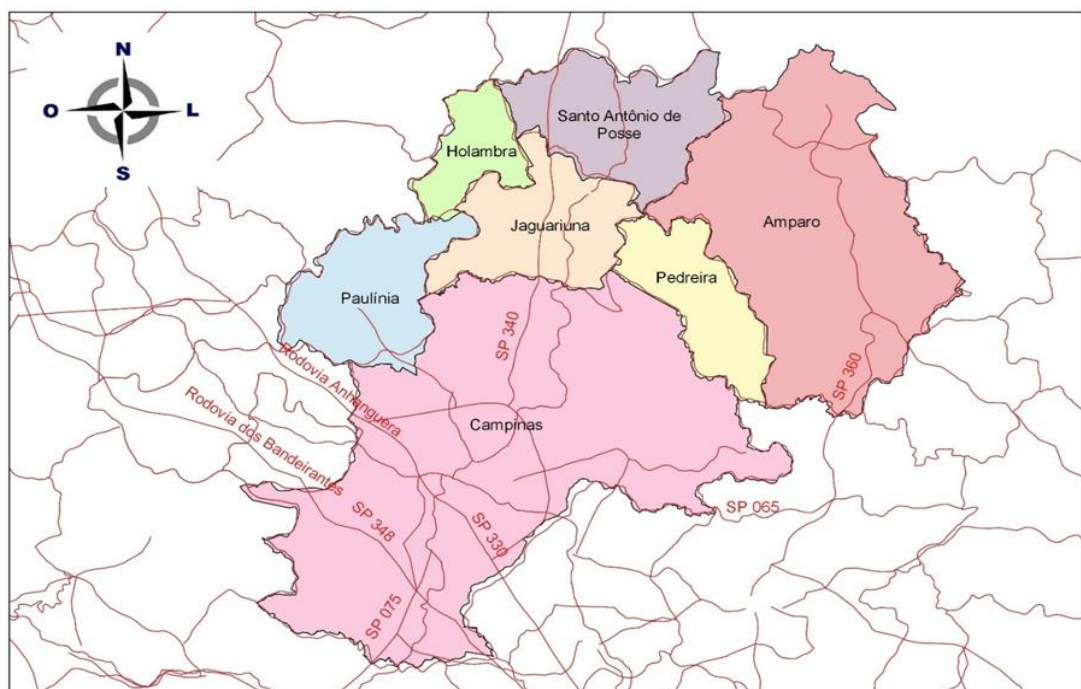 N
O
L
S
Santo Antônio de
Posse
Holambra
Jaguariuna
Amparo
Pedreira
Paulínia
SP 340
Rodovia Anhanguera
SP 360
Rodovia dos Bandeirantes
Campinas
SP 348
SP 330
SP 065
SP 075